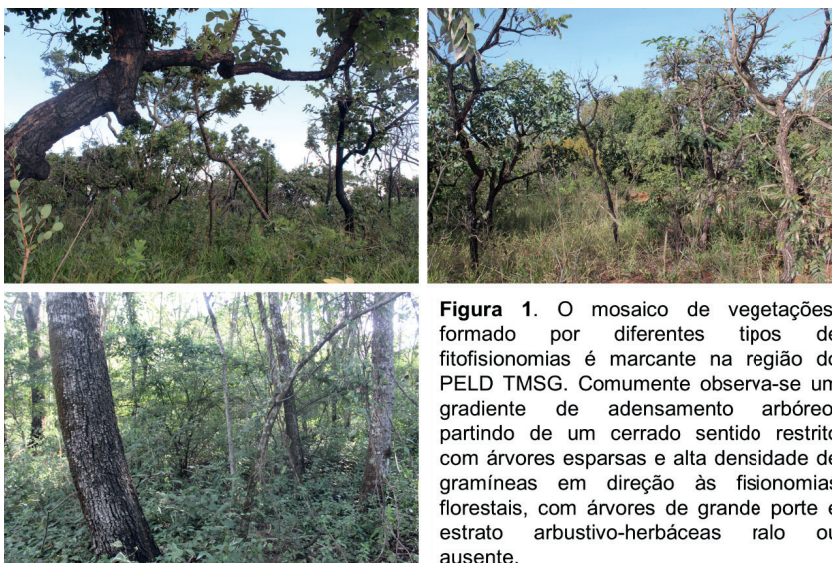 Figura 1. O mosaico de vegetações
formado por diferentes tipos de
fitofisionomias é marcante na região do
PELD TMSG. Comumente observa-se um
gradiente de adensamento arbóreo
partindo de um cerrado sentido restrito
com árvores esparsas e alta densidade de
gramíneas em direção às fisionomias
florestais, com árvores de grande porte e
estrato arbustivo-herbáceas ralo ou
ausente.